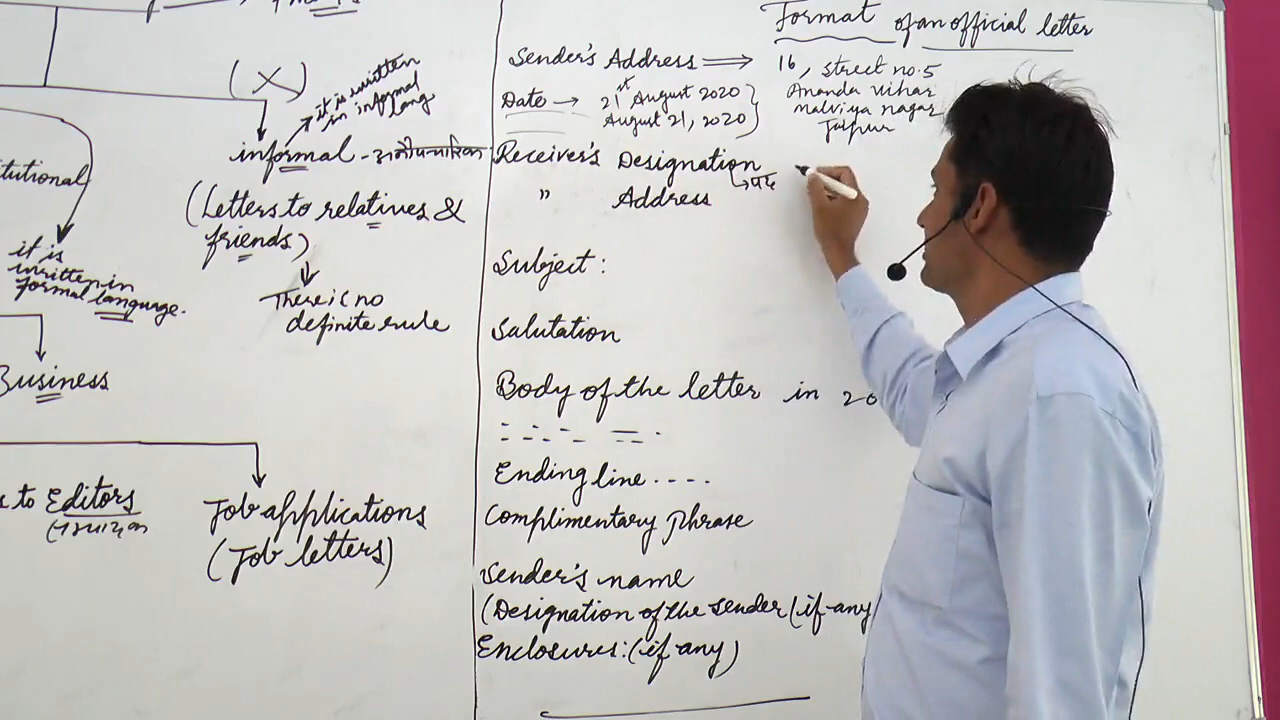 (X)
it is written
in informal
lang
informal - अनौपचारिक
(Letters to relatives &
friends)
There is no
definite rule
itutional
it is
written in
formal language.
Business
to Editors
Job applications
(Job letters)
Format of an official letter
Sender's Address ⟹ 16, street no.5
Ananda vihar
malviya nagar
Jaipur
Date → 21st August 2020
August 21, 2020
Receiver's Designation
→ पद
" Address
Subject:
Salutation
Body of the letter in 20
Ending line....
Complimentary Phrase
Sender's name
(Designation of the sender (if any
Enclosures: (if any)